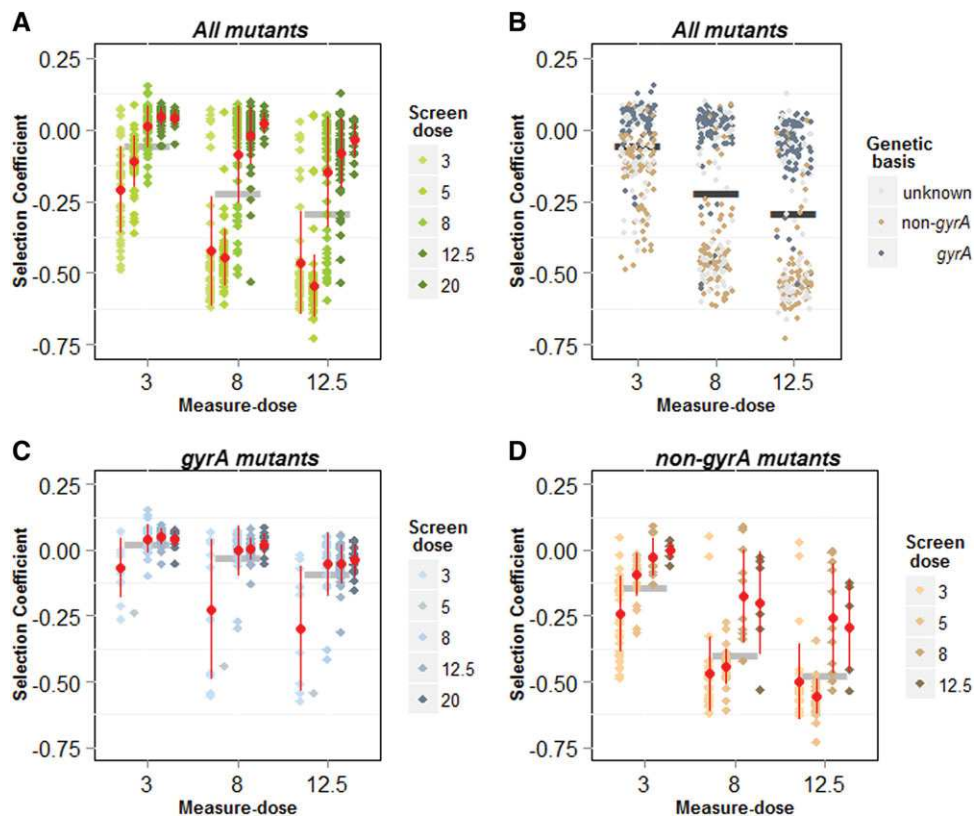 A
All mutants
0.25
0.00
-0.25
-0.50
-0.75
Selection Coefficient
3
8
12.5
Measure-dose
Screen
dose
3
5
8
12.5
20
B
All mutants
0.25
0.00
-0.25
-0.50
-0.75
Selection Coefficient
3
8
12.5
Measure-dose
Genetic
basis
unknown
non-gyrA
gyrA
C
gyrA mutants
0.25
0.00
-0.25
-0.50
-0.75
Selection Coefficient
3
8
12.5
Measure-dose
Screen
dose
3
5
8
12.5
20
D
non-gyrA mutants
0.25
0.00
-0.25
-0.50
-0.75
Selection Coefficient
3
8
12.5
Measure-dose
Screen
dose
3
5
8
12.5